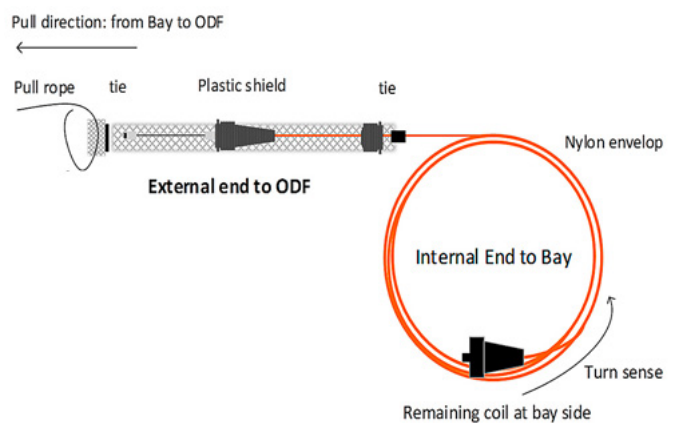 Pull direction: from Bay to ODF
Pull rope
tie
Plastic shield
tie
Nylon envelop
External end to ODF
Internal End to Bay
Turn sense
Remaining coil at bay side